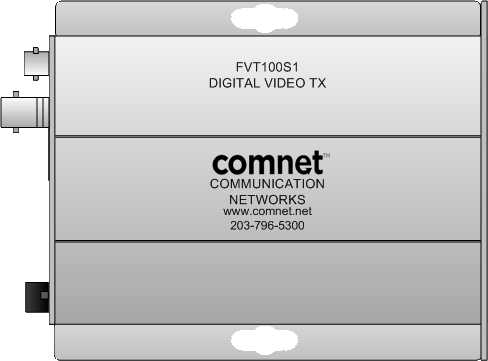 FVT100S1
DIGITAL VIDEO TX
comnet™
COMMUNICATION
NETWORKS
www.comnet.net
203-796-5300